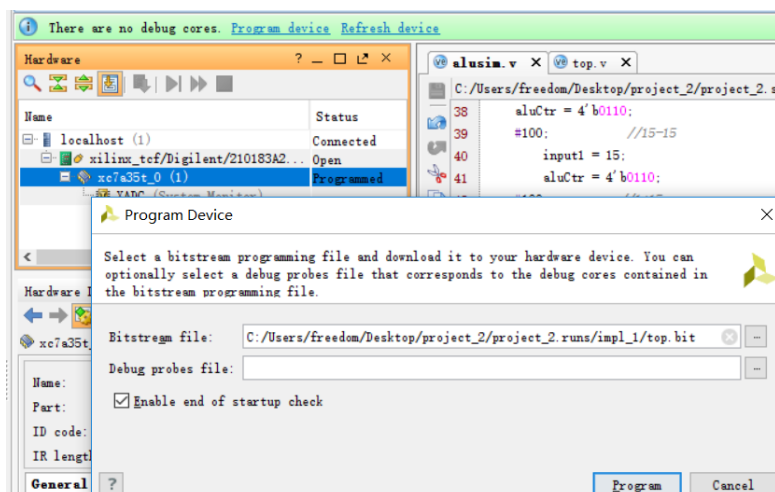 There are no debug cores. Program device Refresh device
Hardware
Name Status
localhost (1) Connected
xilinx_tcf/Digilent/210183A2... Open
xc7a35t_0 (1) Programmed
XADC (System Monitor)
alusim.v
top.v
C:/Users/freedom/Desktop/project_2/project_2.s
38 aluCtr = 4'b0110;
39 #100; //15-15
40 input1 = 15;
41 aluCtr = 4'b0110;
Program Device
Select a bitstream programming file and download it to your hardware device. You can
optionally select a debug probes file that corresponds to the debug cores contained in
the bitstream programming file.
Bitstream file: C:/Users/freedom/Desktop/project_2/project_2.runs/impl_1/top.bit
Debug probes file:
Enable end of startup check
Program Cancel
Hardware
xc7a35t_
Name:
Part:
ID code:
IR lengt
General